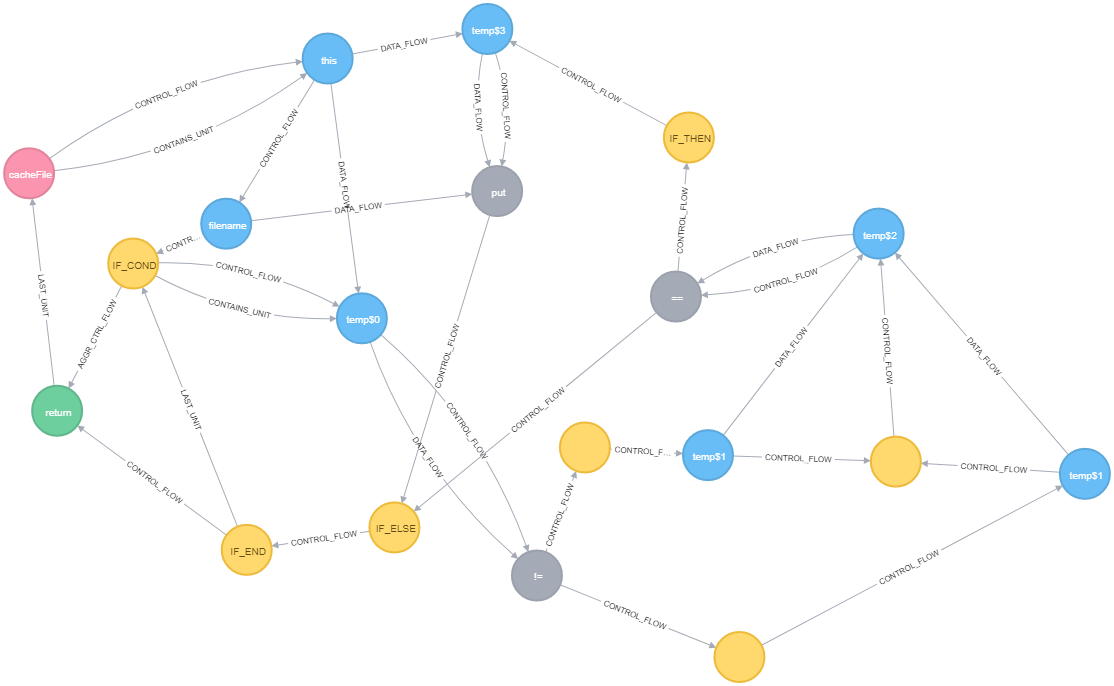 temp$3
DATA_FLOW
this
CONTROL_FLOW
CONTROL_FLOW
DATA_FLOW
CONTROL_FLOW
CONTAINS_UNIT
CONTROL_FLOW
IF_THEN
cacheFile
DATA_FLOW
put
CONTROL_FLOW
DATA_FLOW
filename
CONTR...
temp$2
DATA_FLOW
IF_COND
CONTROL_FLOW
CONTROL_FLOW
LAST_UNIT
CONTAINS_UNIT
==
temp$0
AGGR_CTRL_FLOW
CONTROL_FLOW
DATA_FLOW
CONTROL_FLOW
DATA_FLOW
return
LAST_UNIT
CONTROL_FLOW
CONTROL_FLOW
DATA_FLOW
CONTROL_F...
temp$1
CONTROL_FLOW
CONTROL_FLOW
temp$1
CONTROL_FLOW
CONTROL_FLOW
IF_ELSE
CONTROL_FLOW
IF_END
!=
CONTROL_FLOW
CONTROL_FLOW